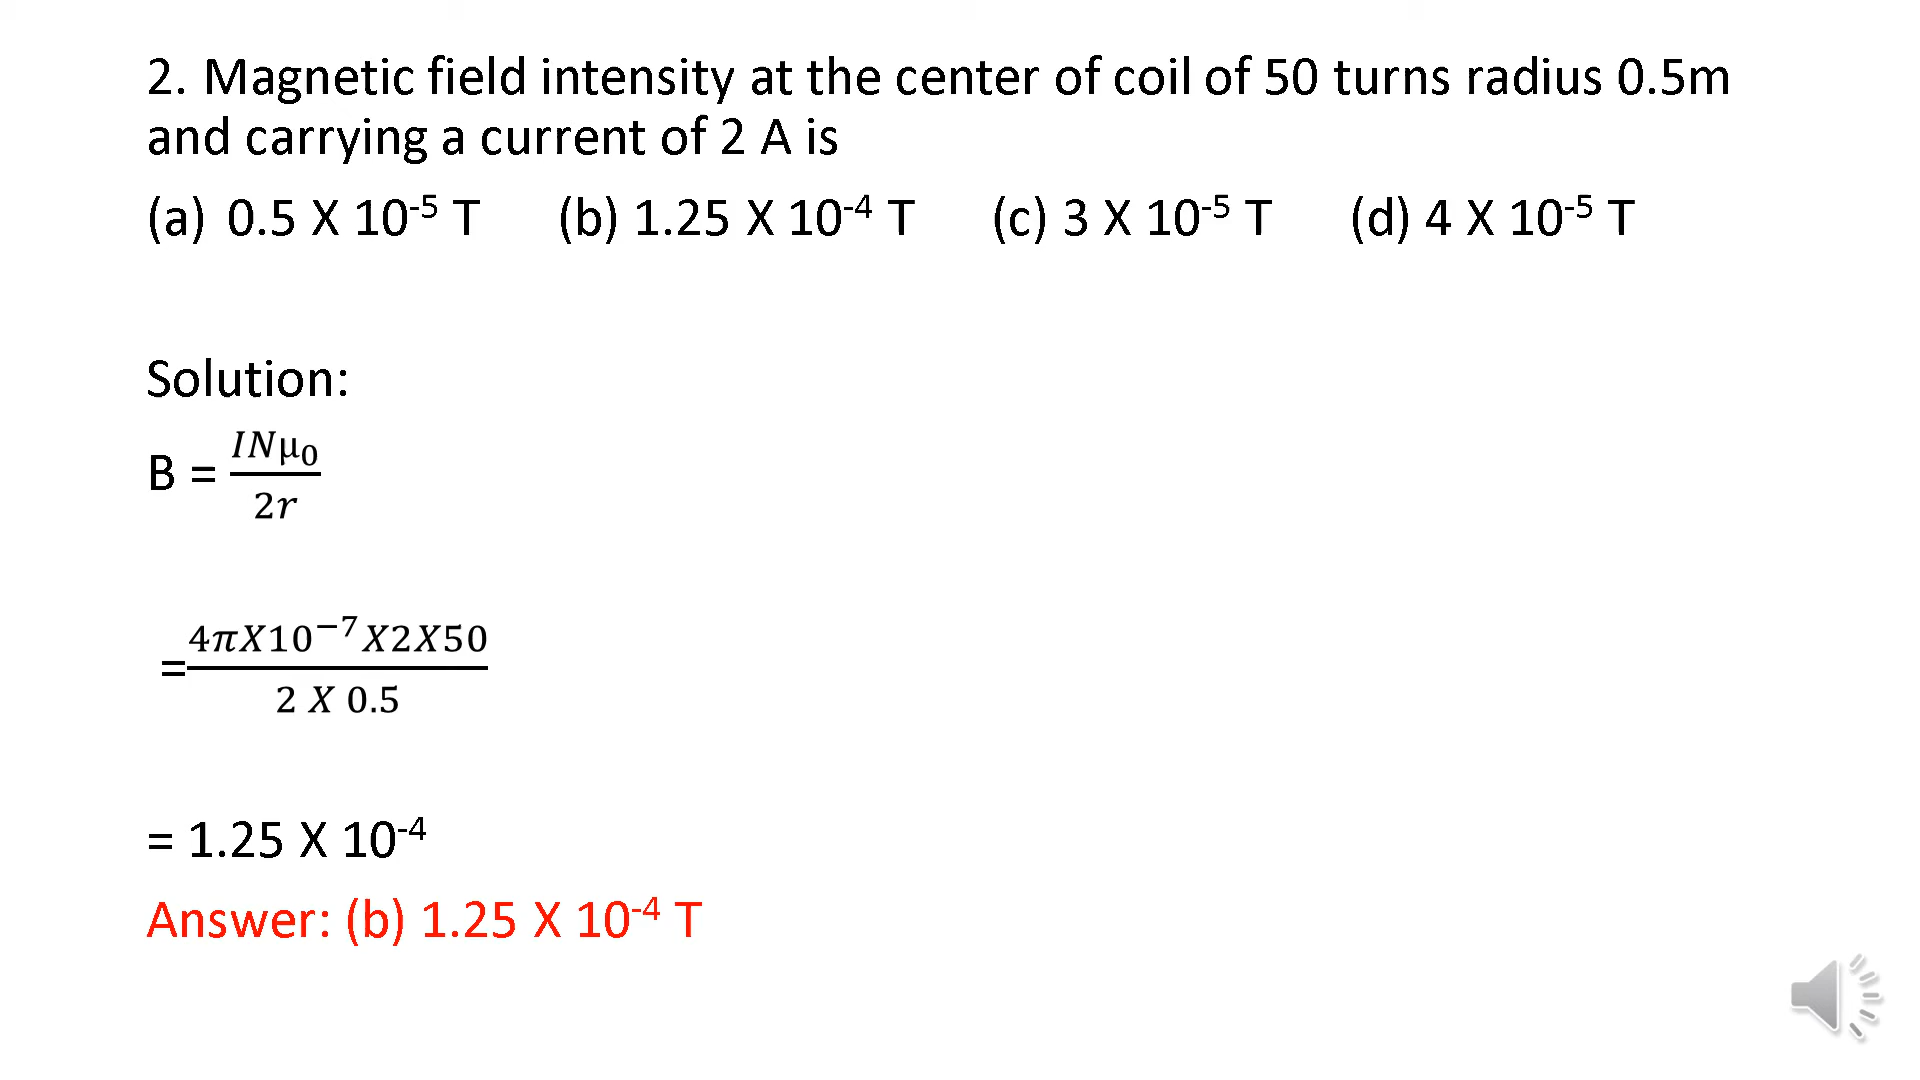 2. Magnetic field intensity at the center of coil of 50 turns radius 0.5m
and carrying a current of 2 A is
(a) 0.5 X 10⁻⁵ T (b) 1.25 X 10⁻⁴ T (c) 3 X 10⁻⁵ T (d) 4 X 10⁻⁵ T
Solution:
B = \frac{INμ₀}{2r}
=\frac{4πX10⁻⁷X2X50}{2 X 0.5}
= 1.25 X 10⁻⁴
Answer: (b) 1.25 X 10⁻⁴ T